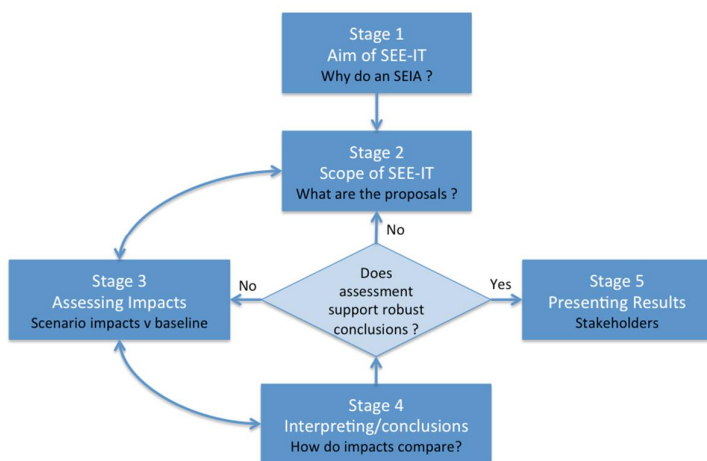 Stage 1
Aim of SEE-IT
Why do an SEIA ?
Stage 2
Scope of SEE-IT
What are the proposals ?
No
Stage 3
Assessing Impacts
Scenario impacts v baseline
No
Does
assessment
support robust
conclusions ?
Yes
Stage 5
Presenting Results
Stakeholders
Stage 4
Interpreting/conclusions
How do impacts compare?